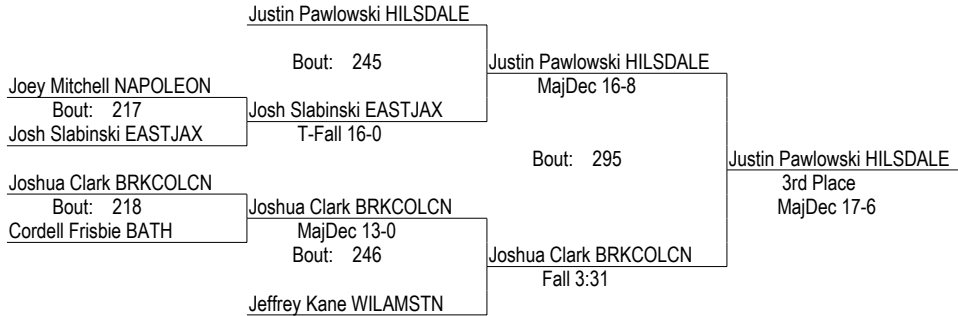 Justin Pawlowski HILSDALE
Bout: 245
Justin Pawlowski HILSDALE
Joey Mitchell NAPOLEON
MajDec 16-8
Bout: 217
Josh Slabinski EASTJAX
Josh Slabinski EASTJAX
T-Fall 16-0
Bout: 295
Justin Pawlowski HILSDALE
Joshua Clark BRKCOLCN
3rd Place
Bout: 218
Joshua Clark BRKCOLCN
MajDec 17-6
Cordell Frisbie BATH
MajDec 13-0
Bout: 246
Joshua Clark BRKCOLCN
Fall 3:31
Jeffrey Kane WILAMSTN